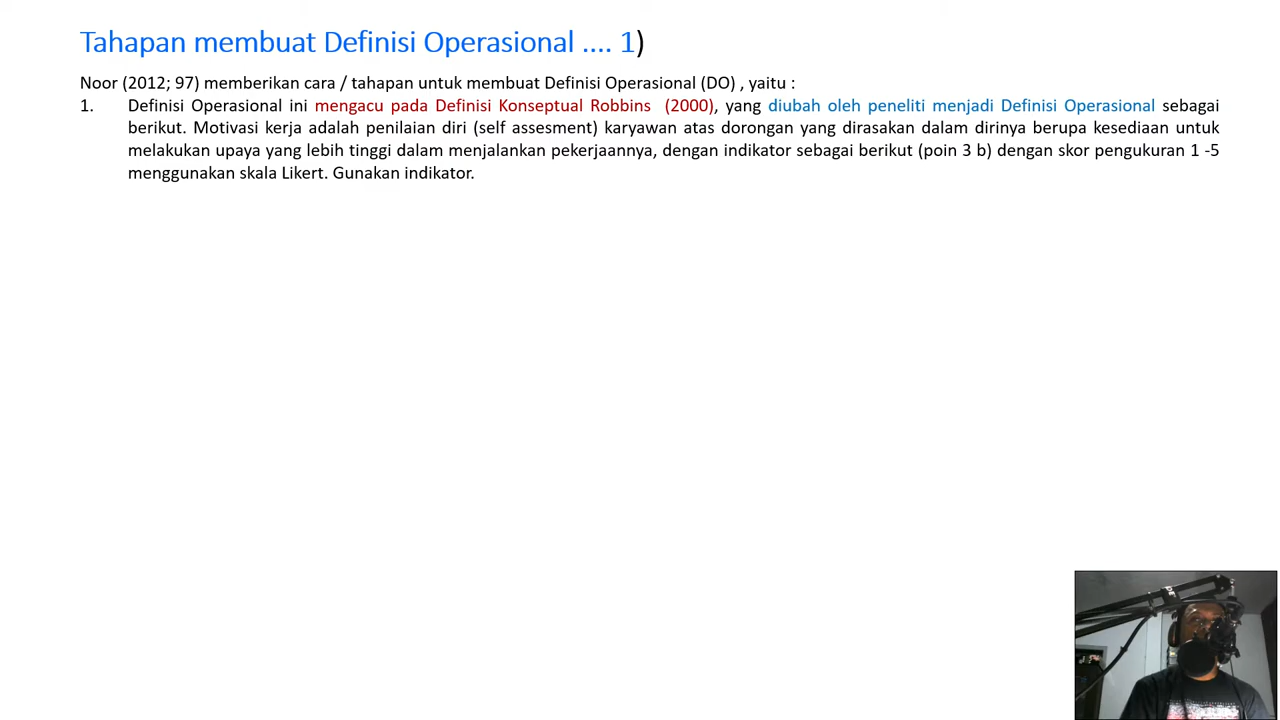 Tahapan membuat Definisi Operasional .... 1)
Noor (2012; 97) memberikan cara / tahapan untuk membuat Definisi Operasional (DO) , yaitu :
1. Definisi Operasional ini mengacu pada Definisi Konseptual Robbins (2000), yang diubah oleh peneliti menjadi Definisi Operasional sebagai
berikut. Motivasi kerja adalah penilaian diri (self assesment) karyawan atas dorongan yang dirasakan dalam dirinya berupa kesediaan untuk
melakukan upaya yang lebih tinggi dalam menjalankan pekerjaannya, dengan indikator sebagai berikut (poin 3 b) dengan skor pengukuran 1 -5
menggunakan skala Likert. Gunakan indikator.